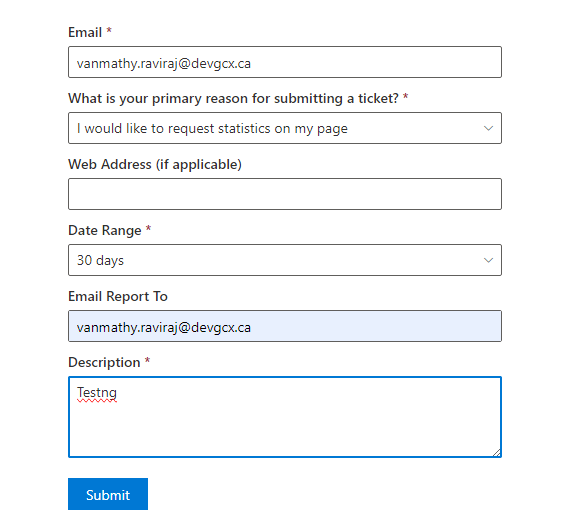 Email *
vanmathy.raviraj@devgcx.ca
What is your primary reason for submitting a ticket? *
I would like to request statistics on my page
Web Address (if applicable)
Date Range *
30 days
Email Report To
vanmathy.raviraj@devgcx.ca
Description *
Testng
Submit